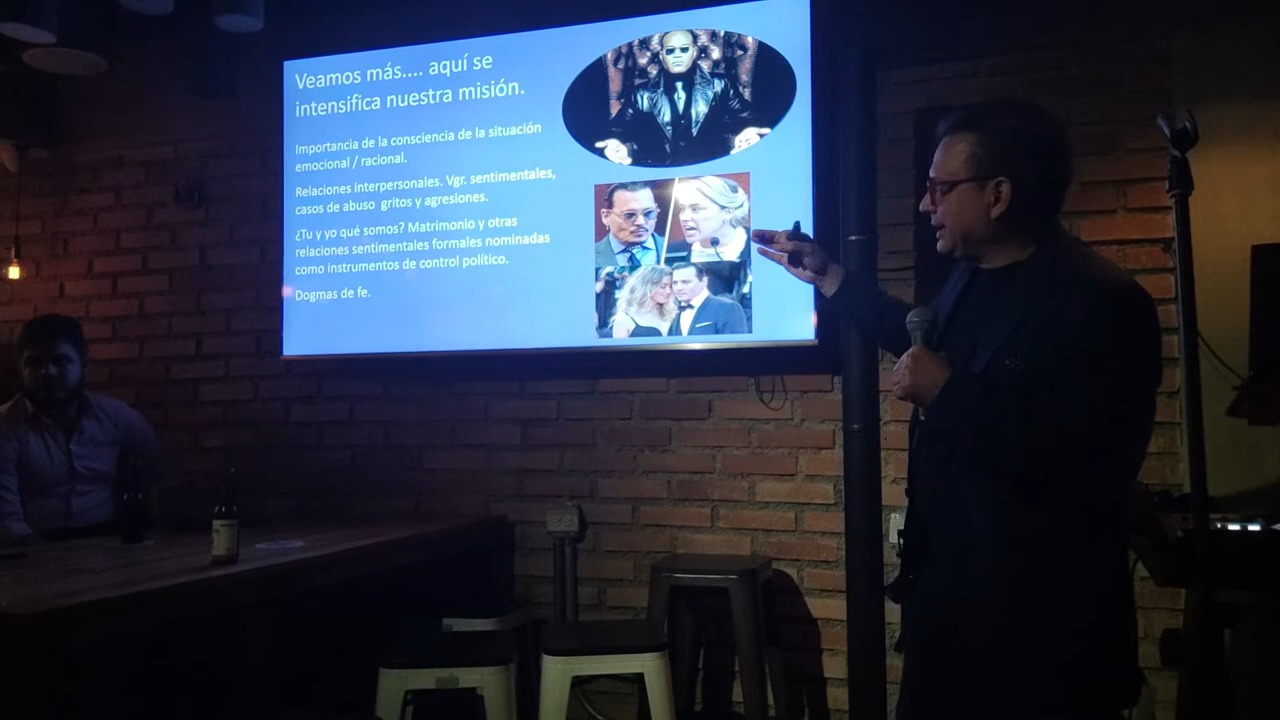 Veamos más.... aquí se
intensifica nuestra misión.
Importancia de la consciencia de la situación
emocional / racional.
Relaciones interpersonales. Vgr. sentimentales,
casos de abuso  gritos y agresiones.
¿Tu y yo qué somos? Matrimonio y otras
relaciones sentimentales formales nominadas
como instrumentos de control político.
Dogmas de fe.